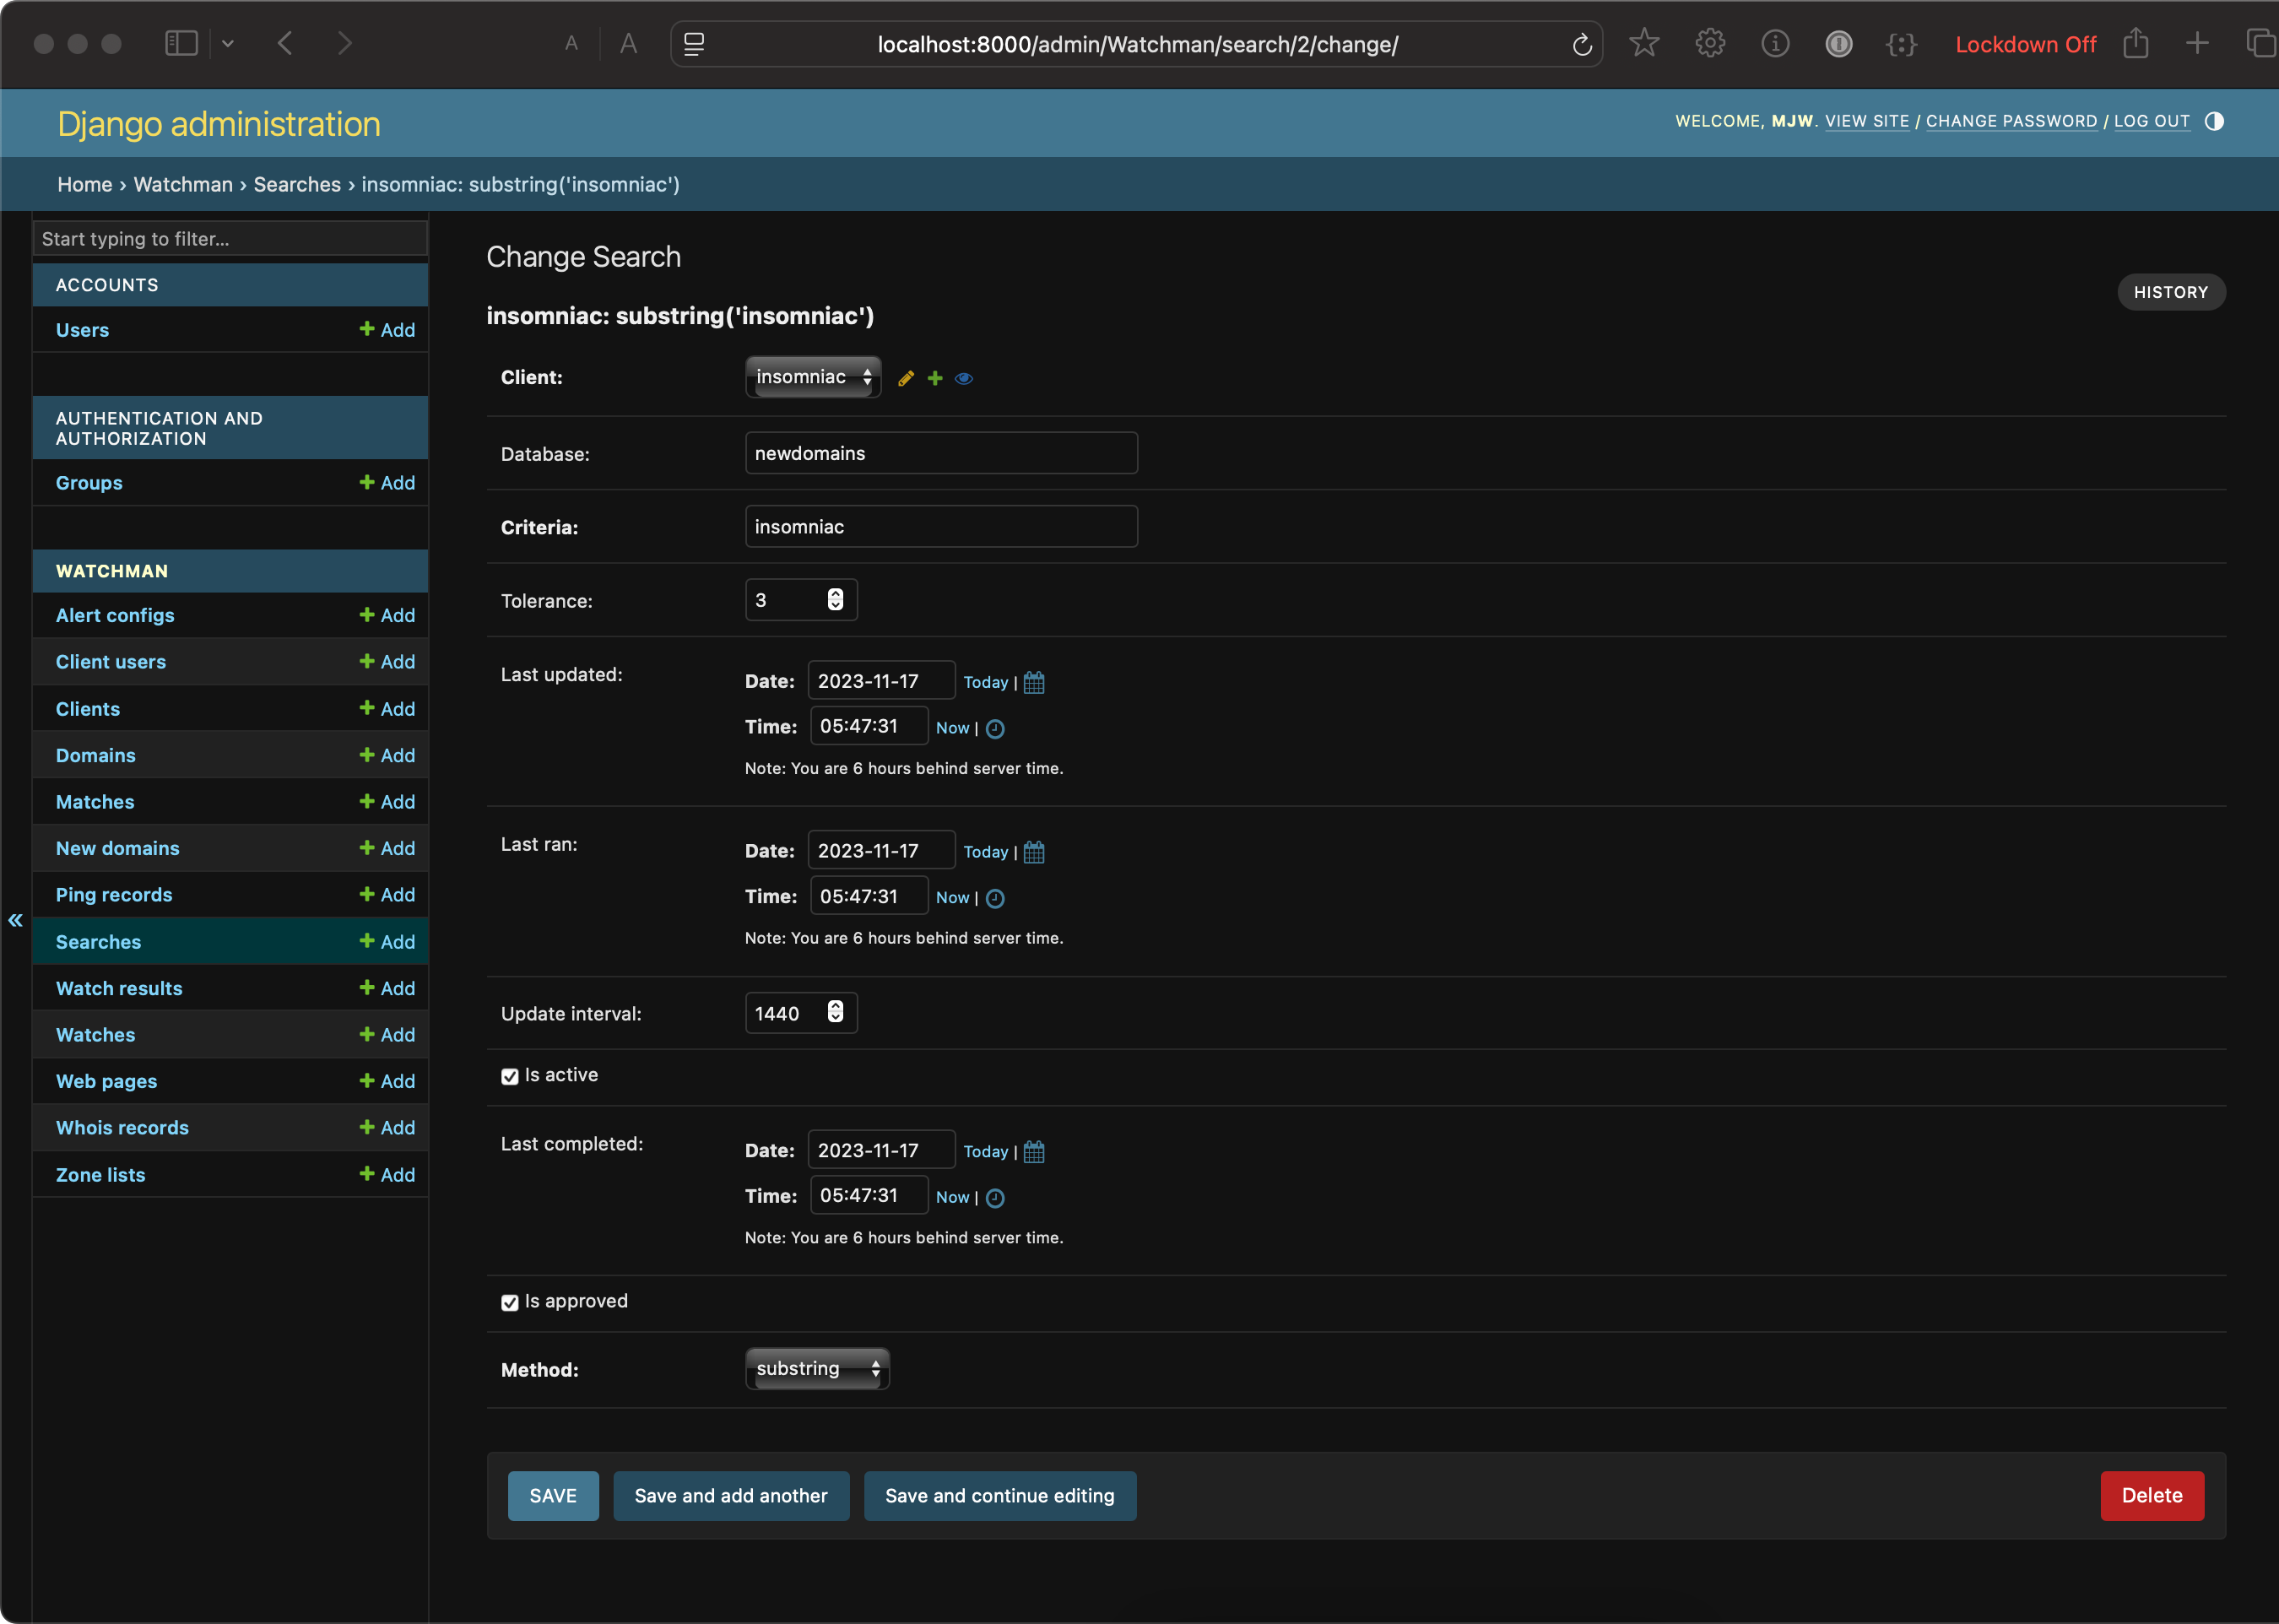 A A localhost:8000/admin/Watchman/search/2/change/ Lockdown Off
Django administration
WELCOME, MJW. VIEW SITE / CHANGE PASSWORD / LOG OUT
Home › Watchman › Searches › insomniac: substring('insomniac')
Start typing to filter...
ACCOUNTS
Users Add
AUTHENTICATION AND
AUTHORIZATION
Groups Add
WATCHMAN
Alert configs Add
Client users Add
Clients Add
Domains Add
Matches Add
New domains Add
Ping records Add
Searches Add
Watch results Add
Watches Add
Web pages Add
Whois records Add
Zone lists Add
«
Change Search
HISTORY
insomniac: substring('insomniac')
Client: insomniac
Database: newdomains
Criteria: insomniac
Tolerance: 3
Last updated: Date: 2023-11-17 Today |
Time: 05:47:31 Now |
Note: You are 6 hours behind server time.
Last ran: Date: 2023-11-17 Today |
Time: 05:47:31 Now |
Note: You are 6 hours behind server time.
Update interval: 1440
Is active
Last completed: Date: 2023-11-17 Today |
Time: 05:47:31 Now |
Note: You are 6 hours behind server time.
Is approved
Method: substring
SAVE Save and add another Save and continue editing Delete